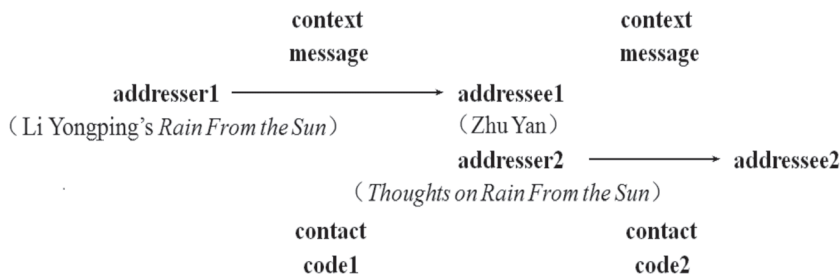 context context
message message
addresser1 addressee1
（Li Yongping’s Rain From the Sun） （Zhu Yan）
addresser2 addressee2
（Thoughts on Rain From the Sun）
contact contact
code1 code2